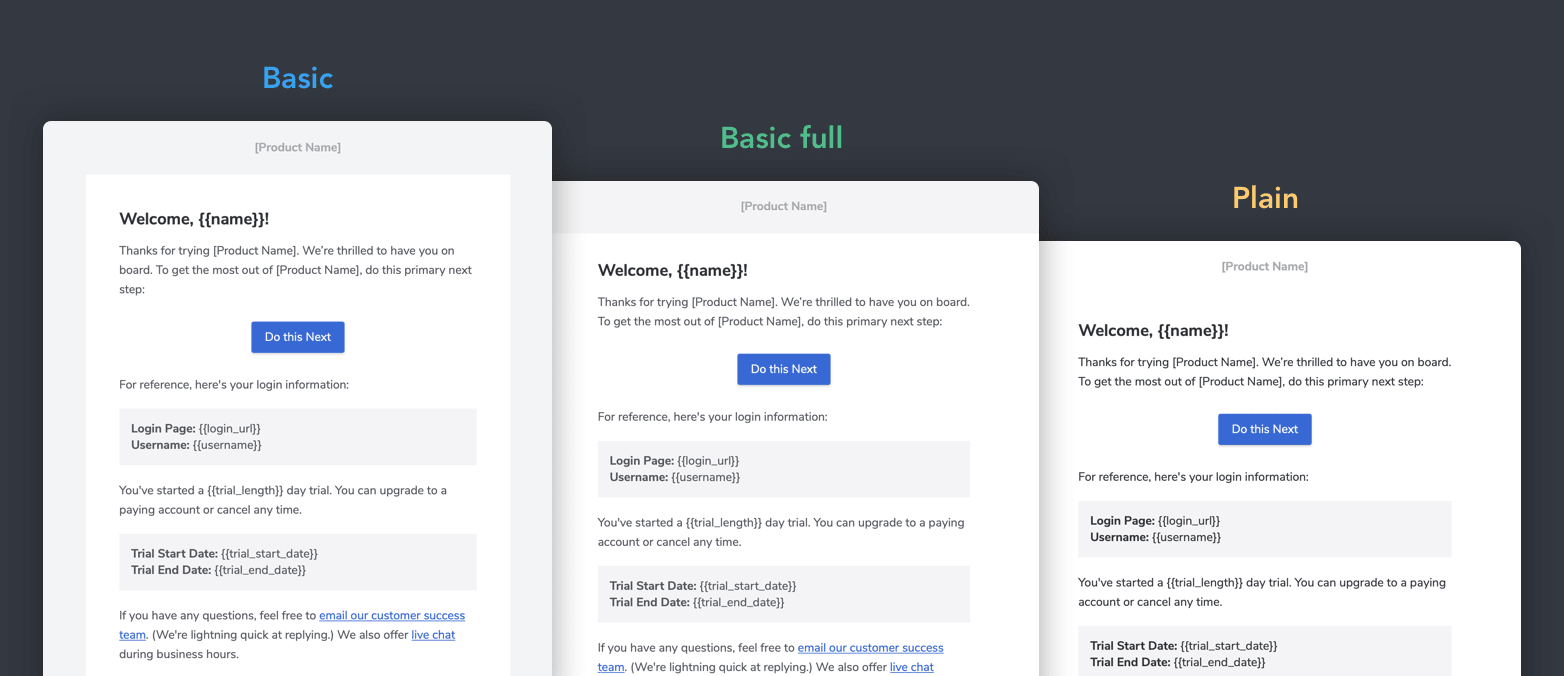 Basic
[Product Name]
Welcome, {{name}}!
Thanks for trying [Product Name]. We’re thrilled to have you on
board. To get the most out of [Product Name], do this primary next
step:
Do this Next
For reference, here's your login information:
Login Page: {{login_url}}
Username: {{username}}
You've started a {{trial_length}} day trial. You can upgrade to a
paying account or cancel any time.
Trial Start Date: {{trial_start_date}}
Trial End Date: {{trial_end_date}}
If you have any questions, feel free to email our customer success
team. (We're lightning quick at replying.) We also offer live chat
during business hours.
Basic full
[Product Name]
Welcome, {{name}}!
Thanks for trying [Product Name]. We’re thrilled to have you on board.
To get the most out of [Product Name], do this primary next step:
Do this Next
For reference, here's your login information:
Login Page: {{login_url}}
Username: {{username}}
You've started a {{trial_length}} day trial. You can upgrade to a paying
account or cancel any time.
Trial Start Date: {{trial_start_date}}
Trial End Date: {{trial_end_date}}
If you have any questions, feel free to email our customer success
team. (We're lightning quick at replying.) We also offer live chat
Plain
[Product Name]
Welcome, {{name}}!
Thanks for trying [Product Name]. We’re thrilled to have you on board.
To get the most out of [Product Name], do this primary next step:
Do this Next
For reference, here's your login information:
Login Page: {{login_url}}
Username: {{username}}
You've started a {{trial_length}} day trial. You can upgrade to a paying
account or cancel any time.
Trial Start Date: {{trial_start_date}}
Trial End Date: {{trial_end_date}}